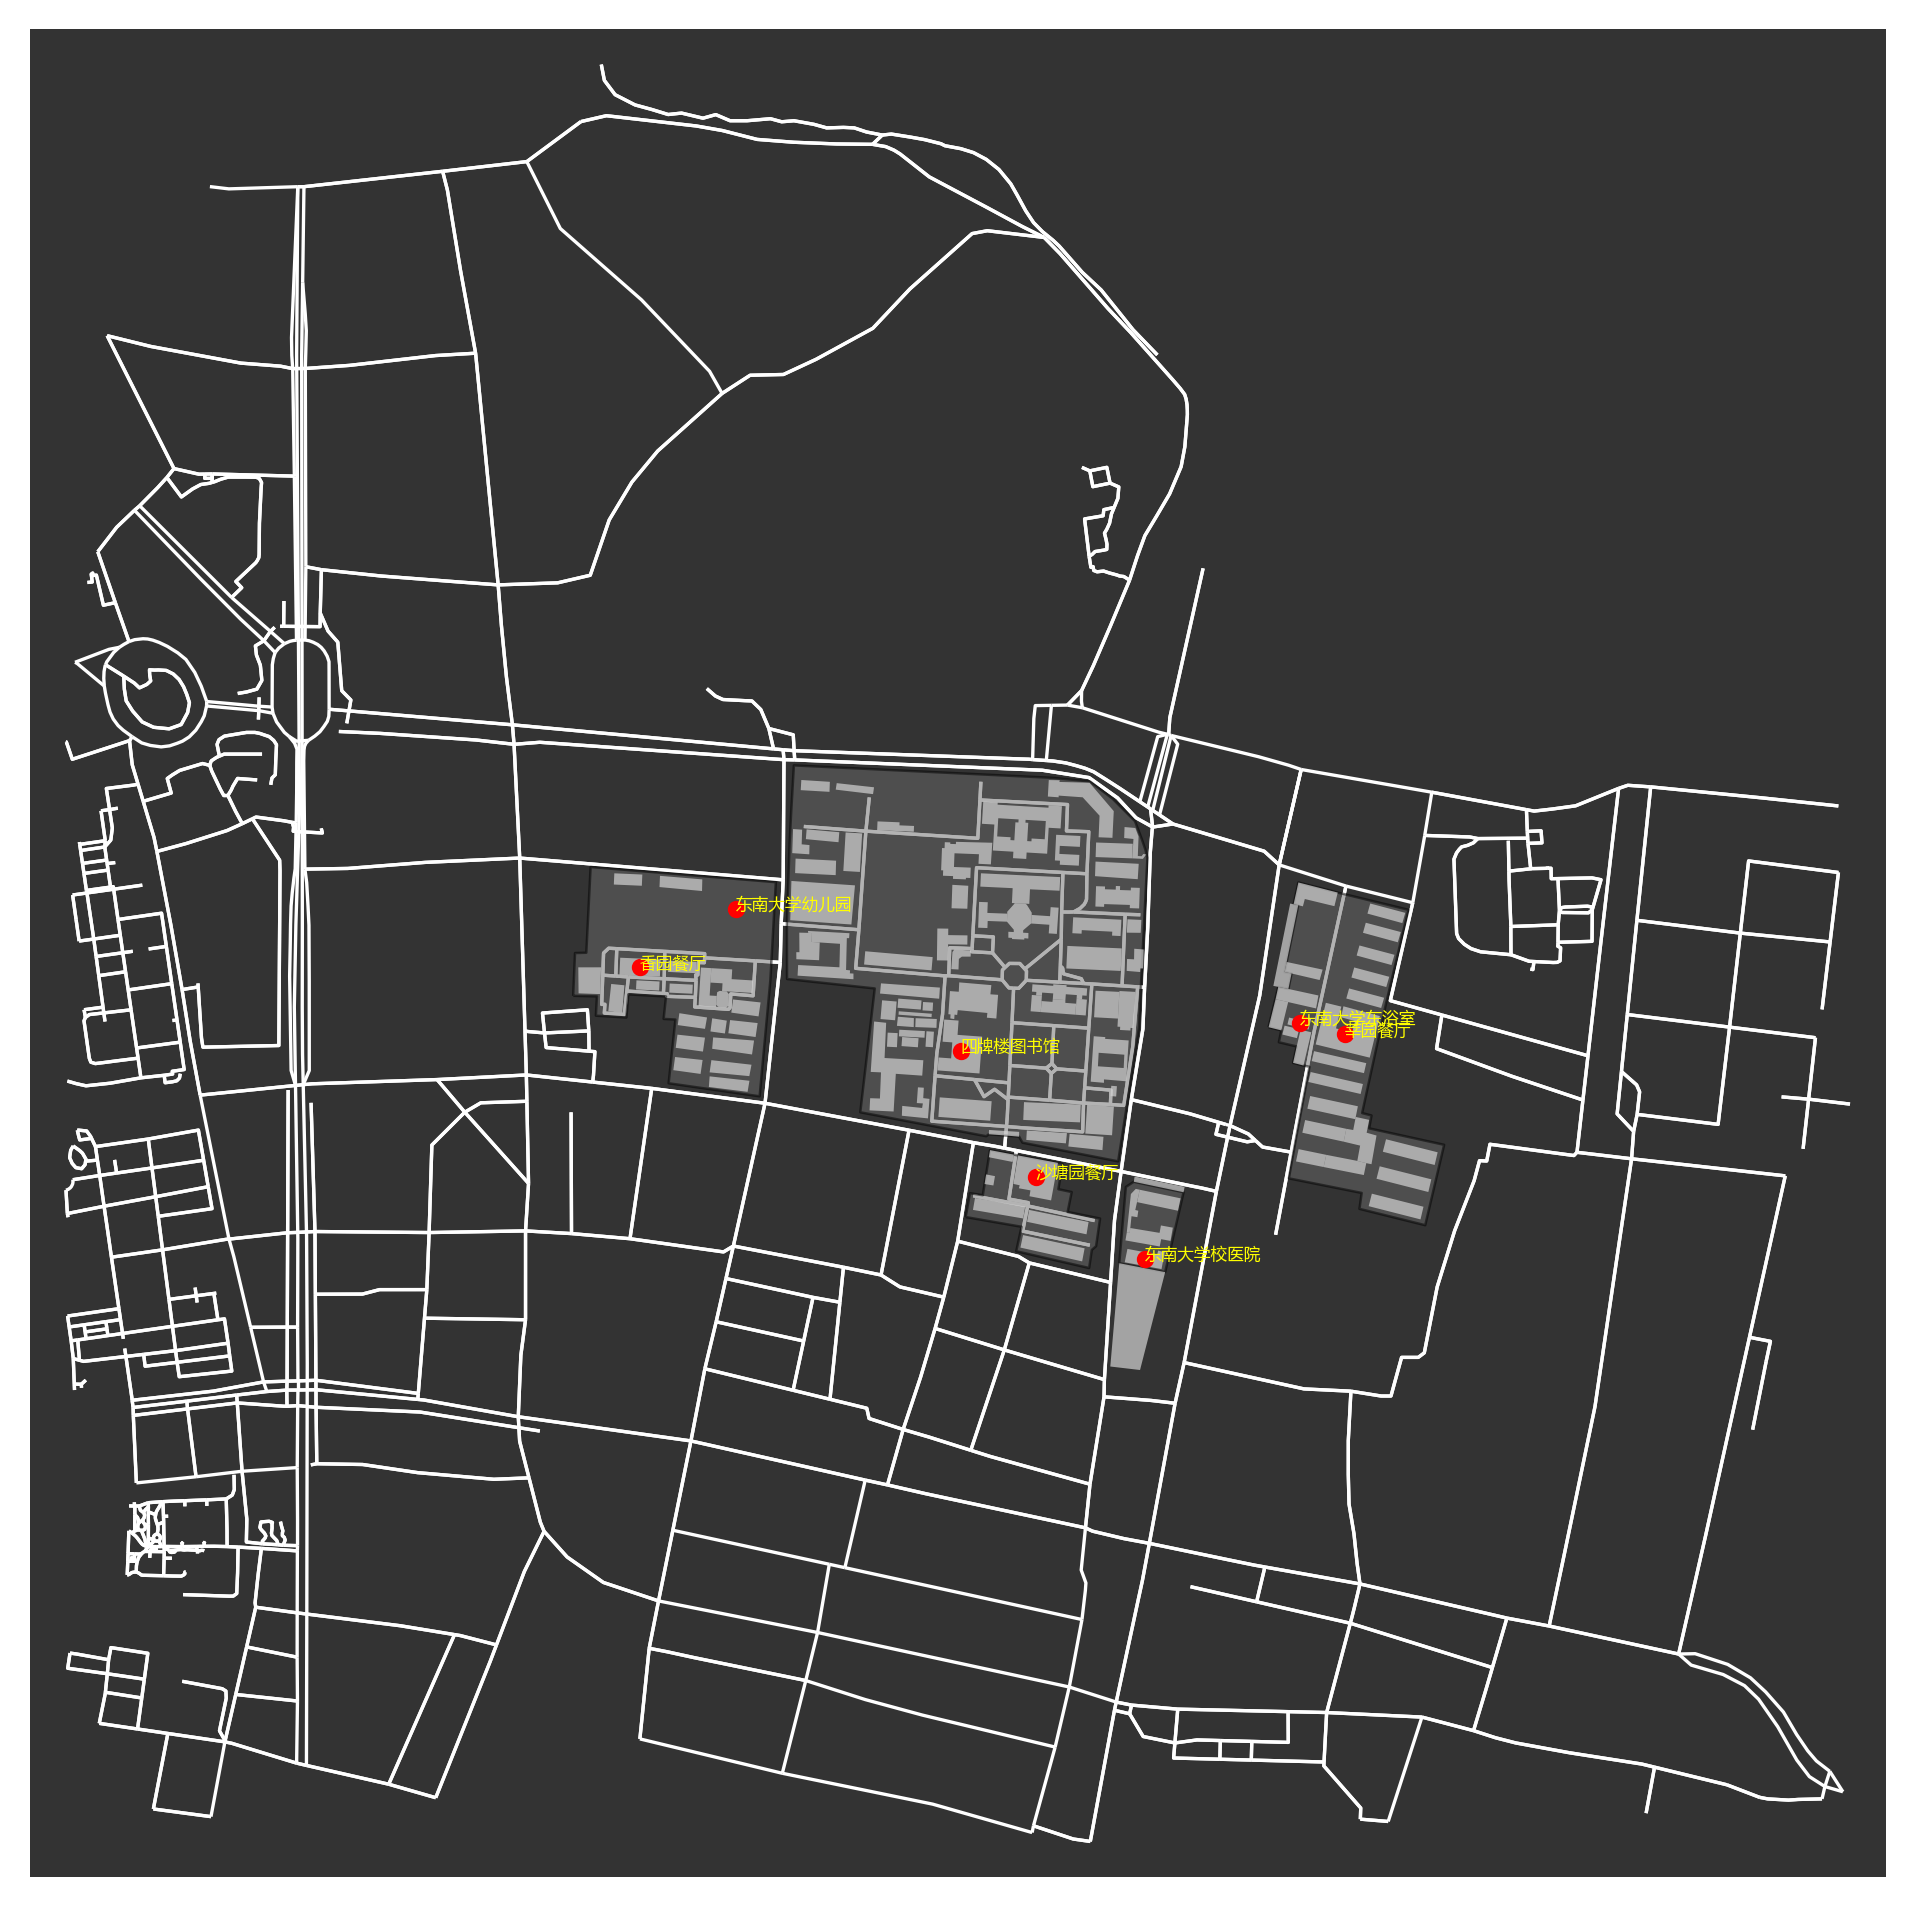 东南大学幼儿园
香园餐厅
东南大学东浴室
莘园餐厅
四牌楼图书馆
沙塘园餐厅
东南大学校医院